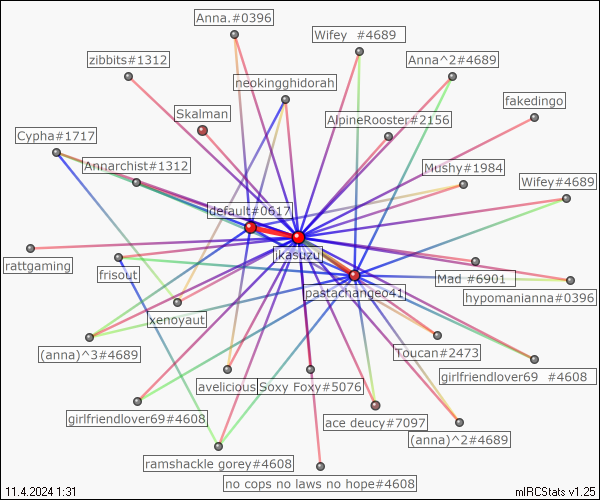 Anna.#0396
Wifey  #4689
zibbits#1312
Anna^2#4689
neokingghidorah
fakedingo
Skalman
AlpineRooster#2156
Cypha#1717
Annarchist#1312
Mushy#1984
Wifey#4689
default#0617
ikasuzu
rattgaming
frisout
Mad #6901
pastachangeo41
hypomanianna#0396
xenoyaut
(anna)^3#4689
Toucan#2473
girlfriendlover69  #4608
avelicious
Soxy Foxy#5076
girlfriendlover69#4608
ace deucy#7097
(anna)^2#4689
ramshackle gorey#4608
no cops no laws no hope#4608
11.4.2024 1:31
mIRCStats v1.25